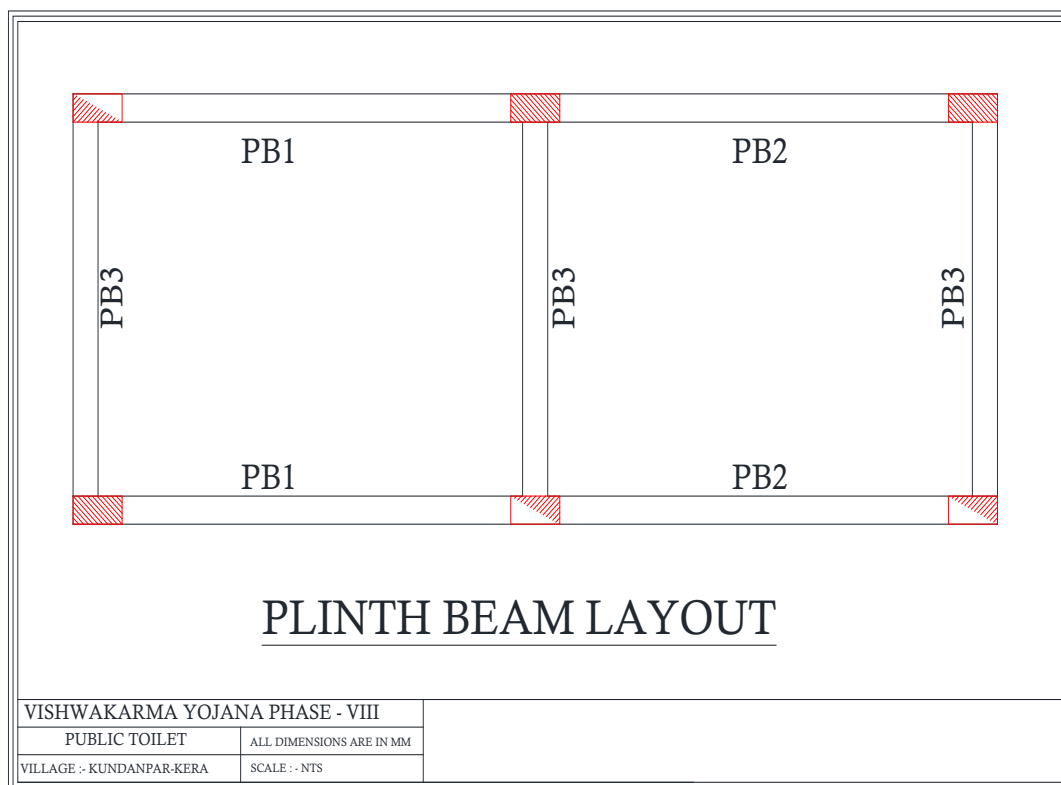 PB1
PB2
PB3
PB3
PB3
PB1
PB2
PLINTH BEAM LAYOUT
VISHWAKARMA YOJANA PHASE - VIII
PUBLIC TOILET
ALL DIMENSIONS ARE IN MM
VILLAGE :- KUNDANPAR-KERA
SCALE : - NTS